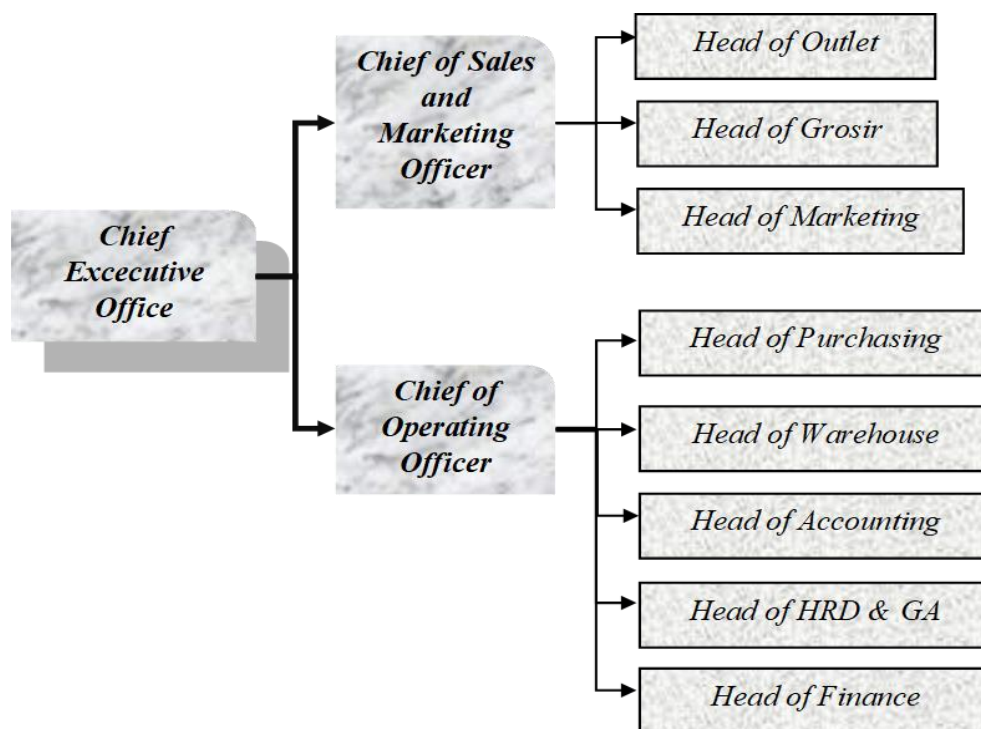 Chief
Excecutive
Office
Chief of Sales
and
Marketing
Officer
Head of Outlet
Head of Grosir
Head of Marketing
Chief of
Operating
Officer
Head of Purchasing
Head of Warehouse
Head of Accounting
Head of HRD & GA
Head of Finance